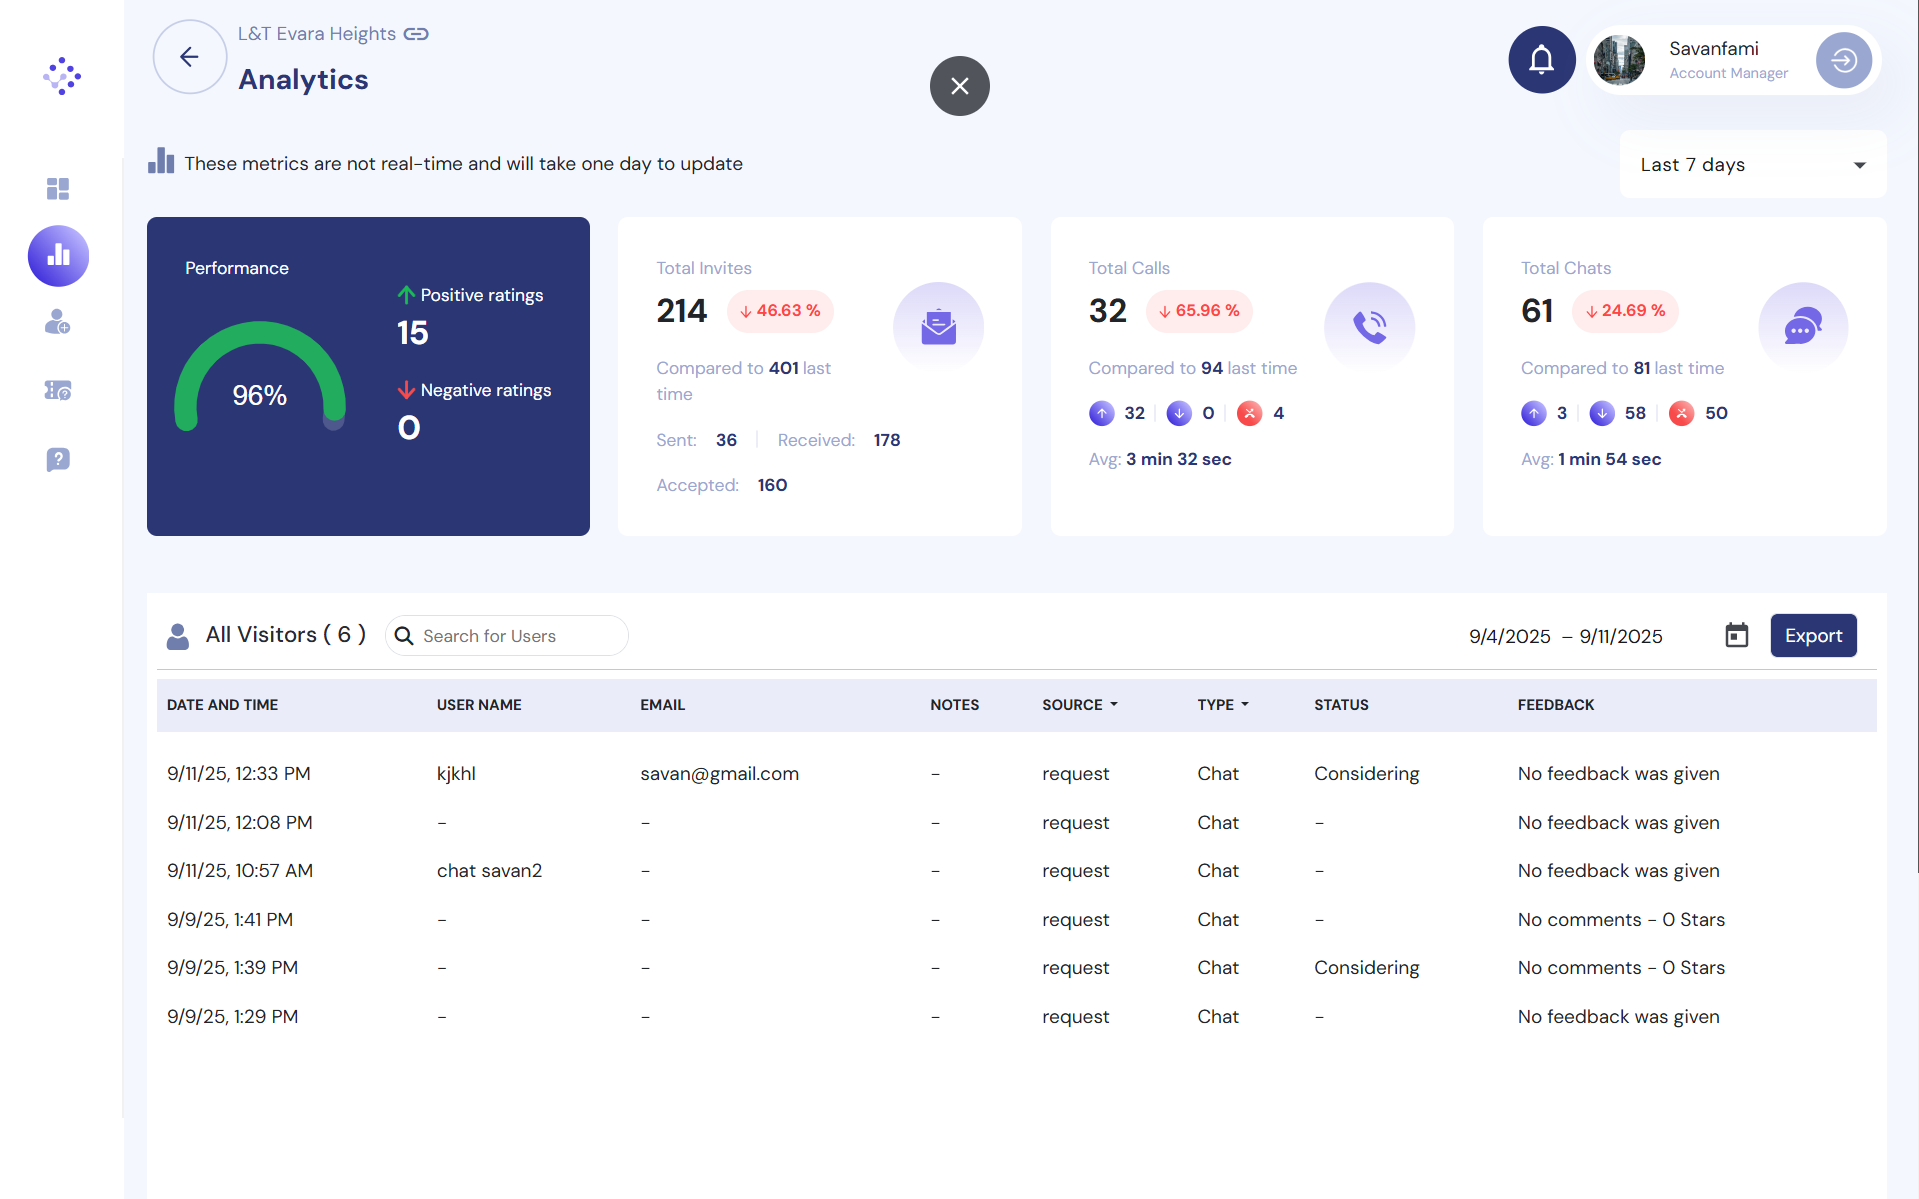 L&T Evara Heights
Analytics
Savanfami
Account Manager
These metrics are not real-time and will take one day to update
Last 7 days
Performance
96%
Positive ratings
15
Negative ratings
0
Total Invites
214 46.63 %
Compared to 401 last
time
Sent: 36 Received: 178
Accepted: 160
Total Calls
32 65.96 %
Compared to 94 last time
32 0 4
Avg: 3 min 32 sec
Total Chats
61 24.69 %
Compared to 81 last time
3 58 50
Avg: 1 min 54 sec
All Visitors ( 6 ) Search for Users 9/4/2025 – 9/11/2025 Export
DATE AND TIME USER NAME EMAIL NOTES SOURCE TYPE STATUS FEEDBACK
9/11/25, 12:33 PM kjkhl savan@gmail.com - request Chat Considering No feedback was given
9/11/25, 12:08 PM - - - request Chat - No feedback was given
9/11/25, 10:57 AM chat savan2 - - request Chat - No feedback was given
9/9/25, 1:41 PM - - - request Chat - No comments - 0 Stars
9/9/25, 1:39 PM - - - request Chat Considering No comments - 0 Stars
9/9/25, 1:29 PM - - - request Chat - No feedback was given